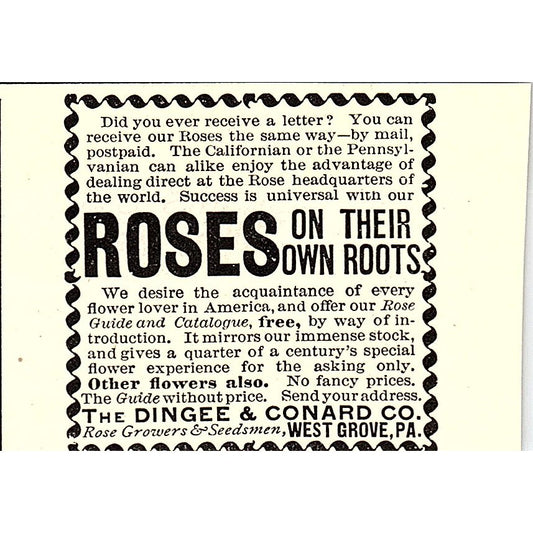 Did you ever receive a letter? You can
receive our Roses the same way—by mail,
postpaid. The Californian or the Pennsyl-
vanian can alike enjoy the advantage of
dealing direct at the Rose headquarters of
the world. Success is universal with our
ROSES ON THEIR
OWN ROOTS.
We desire the acquaintance of every
flower lover in America, and offer our Rose
Guide and Catalogue, free, by way of in-
troduction. It mirrors our immense stock,
and gives a quarter of a century's special
flower experience for the asking only.
Other flowers also. No fancy prices.
The Guide without price. Send your address.
THE DINGEE & CONARD CO.
Rose Growers & Seedsmen, WEST GROVE, PA.